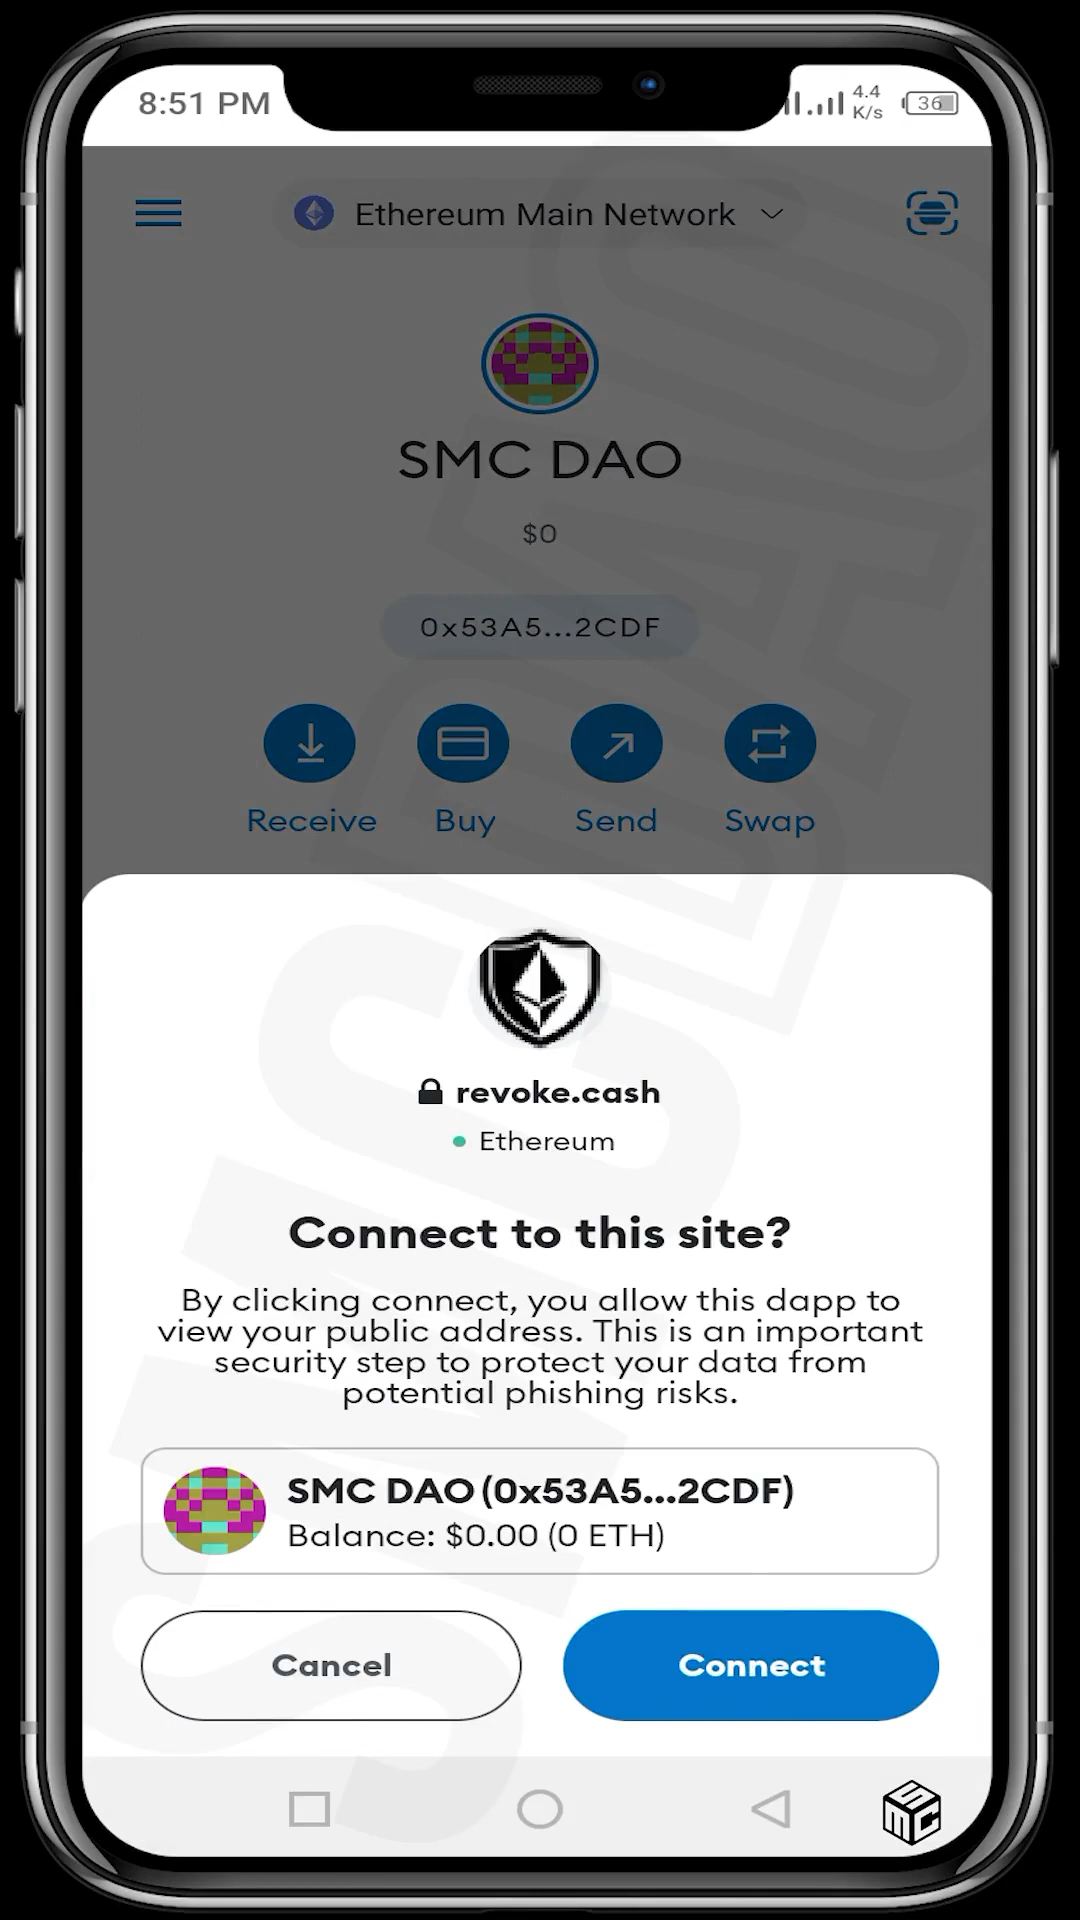 8:51 PM
4.4
K/s
36
Ethereum Main Network
SMC DAO
$0
0x53A5...2CDF
Receive
Buy
Send
Swap
revoke.cash
Ethereum
Connect to this site?
By clicking connect, you allow this dapp to
view your public address. This is an important
security step to protect your data from
potential phishing risks.
SMC DAO (0x53A5...2CDF)
Balance: $0.00 (0 ETH)
Cancel
Connect
SMC
SMC DAO